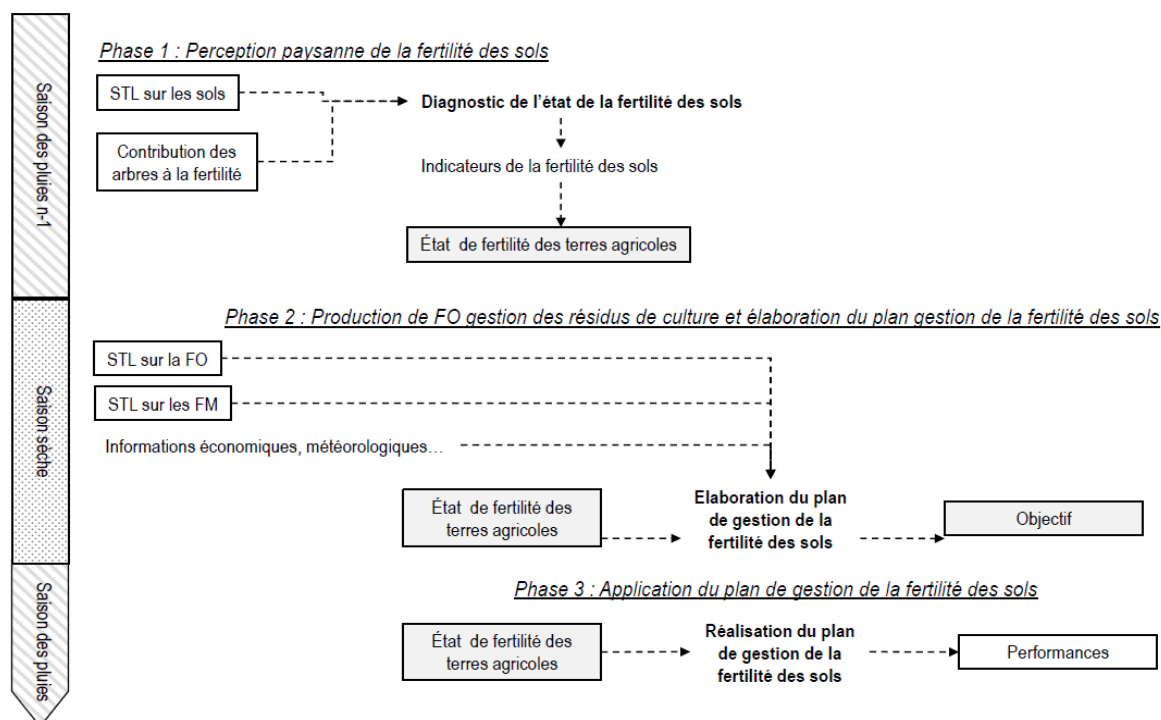 Saison des pluies n-1
Phase 1 : Perception paysanne de la fertilité des sols
STL sur les sols
Diagnostic de l'état de la fertilité des sols
Contribution des
arbres à la fertilité
Indicateurs de la fertilité des sols
État de fertilité des terres agricoles
Saison sèche
Phase 2 : Production de FO gestion des résidus de culture et élaboration du plan gestion de la fertilité des sols
STL sur la FO
STL sur les FM
Informations économiques, météorologiques…
État de fertilité des
terres agricoles
Elaboration du plan
de gestion de la
fertilité des sols
Objectif
Saison des pluies
Phase 3 : Application du plan de gestion de la fertilité des sols
État de fertilité des
terres agricoles
Réalisation du plan
de gestion de la
fertilité des sols
Performances